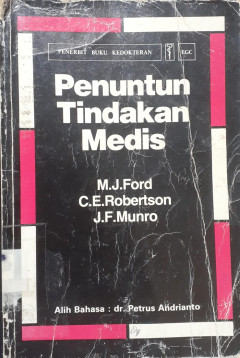 PENERBIT BUKU KEDOKTERAN EGC
Penuntun
Tindakan
Medis
M.J.Ford
C.E.Robertson
J.F.Munro
Alih Bahasa : dr. Petrus Andrianto